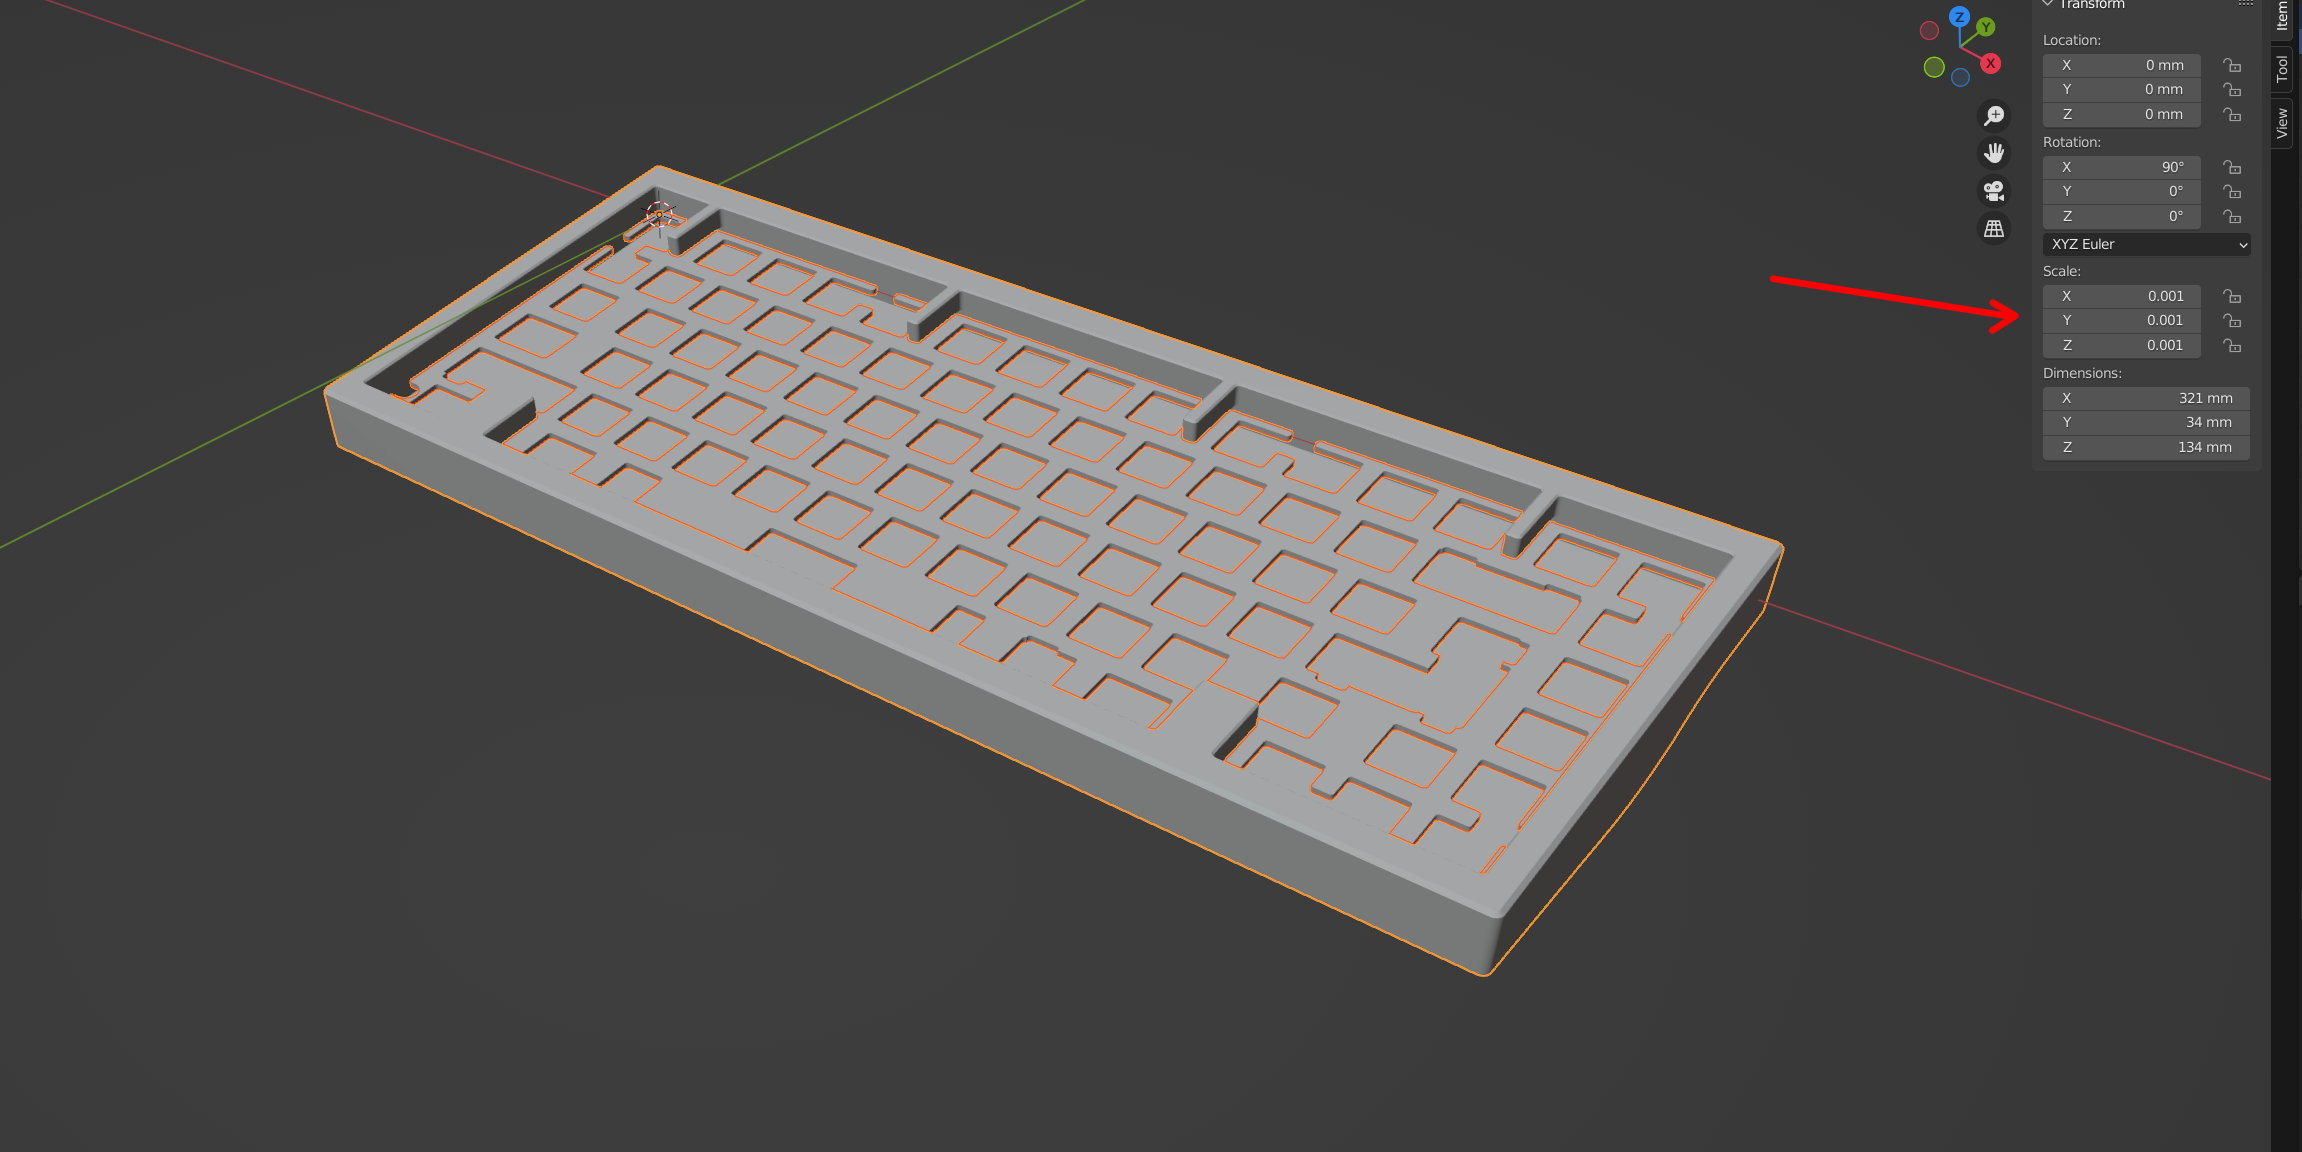 Transform
Location:
X 0 mm
Y 0 mm
Z 0 mm
Rotation:
X 90°
Y 0°
Z 0°
XYZ Euler
Scale:
X 0.001
Y 0.001
Z 0.001
Dimensions:
X 321 mm
Y 34 mm
Z 134 mm
Item
Tool
View
Z
Y
X